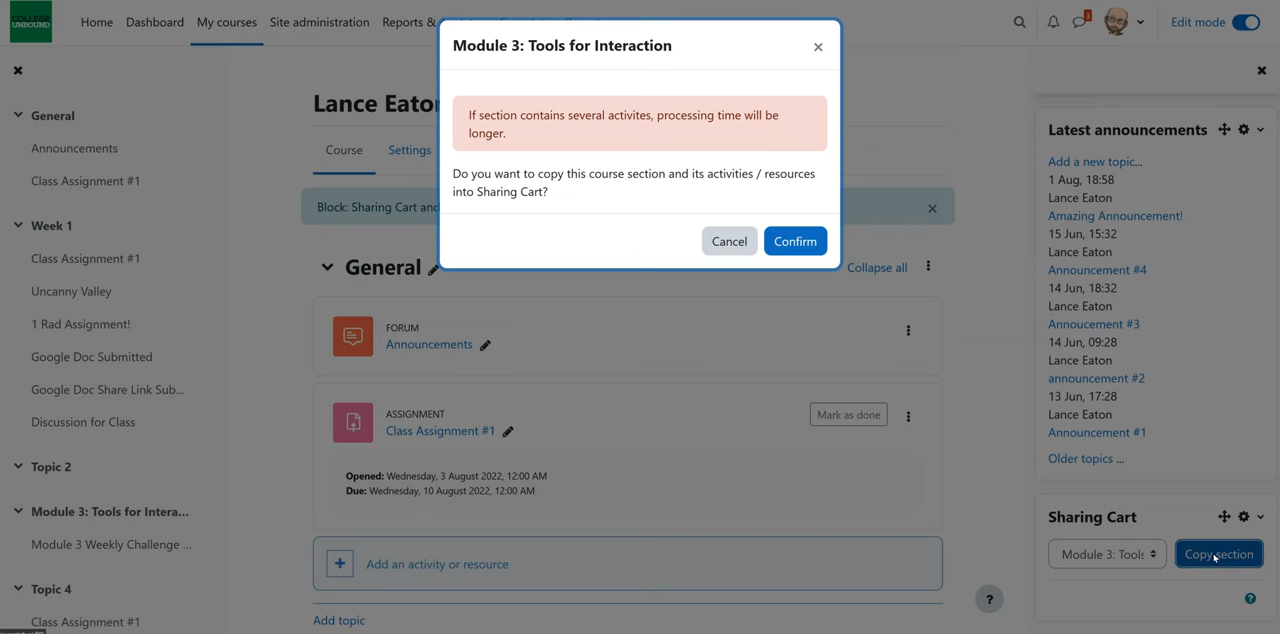 COLLEGE
UNBOUND
Home
Dashboard
My courses
Site administration
Reports &
3
Edit mode
General
Announcements
Class Assignment #1
Week 1
Class Assignment #1
Uncanny Valley
1 Rad Assignment!
Google Doc Submitted
Google Doc Share Link Sub...
Discussion for Class
Topic 2
Module 3: Tools for Intera...
Module 3 Weekly Challenge ...
Topic 4
Class Assignment #1
Lance Eaton
Course
Settings
Block: Sharing Cart and
Module 3: Tools for Interaction
×
If section contains several activites, processing time will be
longer.
Do you want to copy this course section and its activities / resources
into Sharing Cart?
Cancel
Confirm
General
Collapse all
FORUM
Announcements
ASSIGNMENT
Class Assignment #1
Mark as done
Opened: Wednesday, 3 August 2022, 12:00 AM
Due: Wednesday, 10 August 2022, 12:00 AM
Add an activity or resource
Add topic
?
Latest announcements
Add a new topic...
1 Aug, 18:58
Lance Eaton
Amazing Announcement!
15 Jun, 15:32
Lance Eaton
Announcement #4
14 Jun, 18:32
Lance Eaton
Annoucement #3
14 Jun, 09:28
Lance Eaton
announcement #2
13 Jun, 17:28
Lance Eaton
Announcement #1
Older topics ...
Sharing Cart
Module 3: Tools
Copy section
?